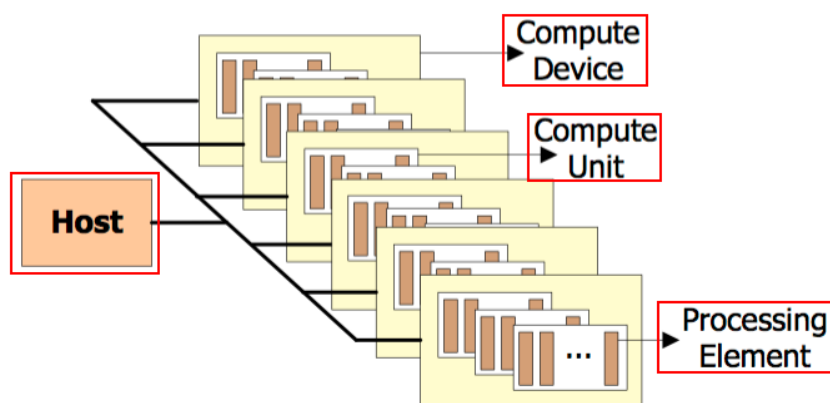 Compute
Device
Compute
Unit
Host
Processing
Element
...